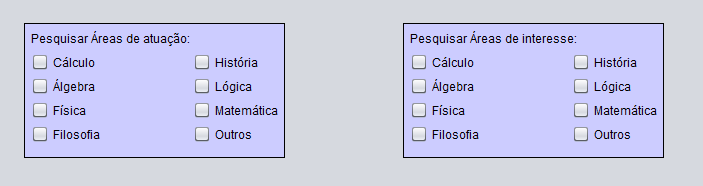 Pesquisar Áreas de atuação:
Cálculo
História
Álgebra
Lógica
Física
Matemática
Filosofia
Outros
Pesquisar Áreas de interesse:
Cálculo
História
Álgebra
Lógica
Física
Matemática
Filosofia
Outros